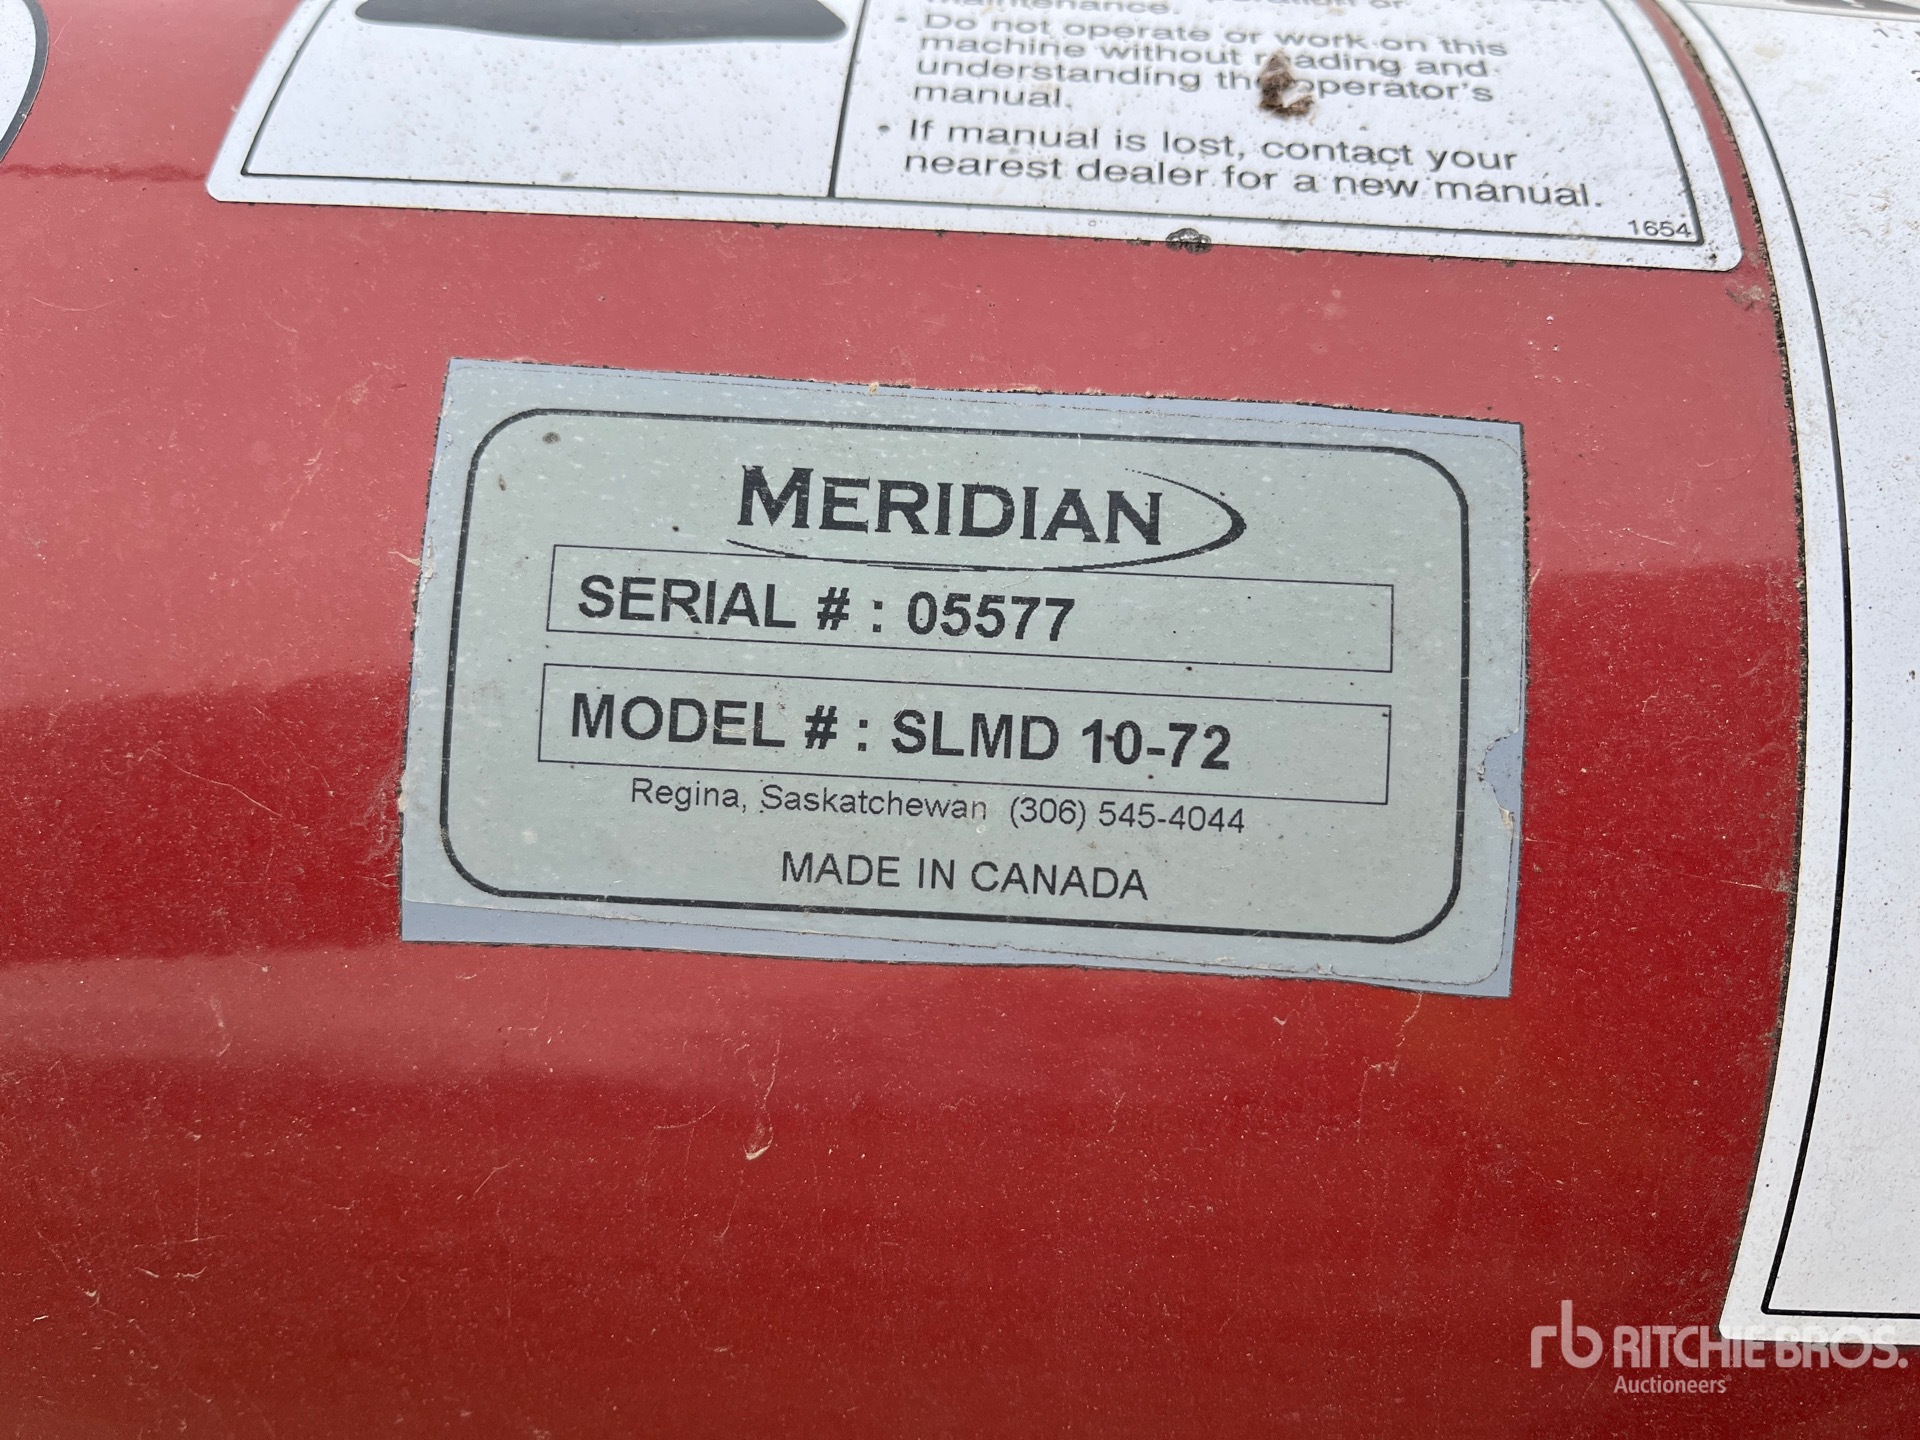 maintenance.
• Do not operate or work on this
machine without reading and
understanding the operator's
manual.
• If manual is lost, contact your
nearest dealer for a new manual.
1654
MERIDIAN
SERIAL # : 05577
MODEL # : SLMD 10-72
Regina, Saskatchewan (306) 545-4044
MADE IN CANADA
rb RITCHIE BROS.
Auctioneers